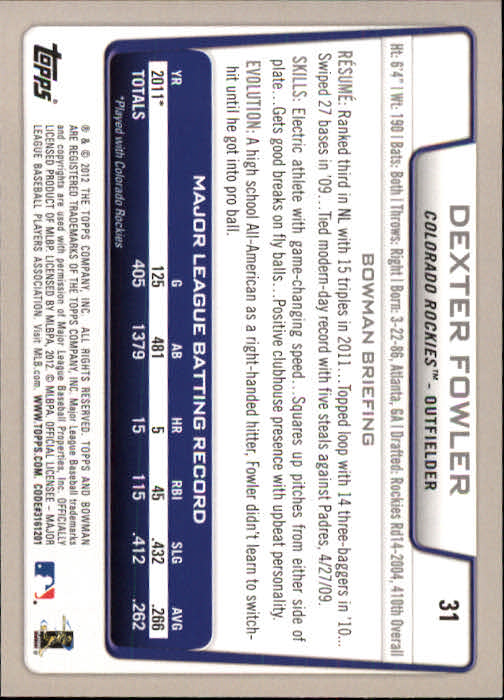 31
DEXTER FOWLER
COLORADO ROCKIES™ - OUTFIELDER
Ht: 6'4" | Wt: 190 | Bats: Both | Throws: Right | Born: 3-22-86, Atlanta, GA | Drafted: Rockies Rd14-2004, 410th Overall
BOWMAN BRIEFING
RÉSUMÉ: Ranked third in NL with 15 triples in 2011...Topped loop with 14 three-baggers in '10...
Swiped 27 bases in '09...Tied modern-day record with five steals against Padres, 4/27/09.
SKILLS: Electric athlete with game-changing speed...Squares up pitches from either side of
plate...Gets good breaks on fly balls...Positive clubhouse presence with upbeat personality.
EVOLUTION: A high school All-American as a right-handed hitter, Fowler didn't learn to switch-
hit until he got into pro ball.
MAJOR LEAGUE BATTING RECORD
YR G AB HR RBI SLG AVG
2011* 125 481 5 45 .432 .266
TOTALS 405 1379 15 115 .412 .262
*Played with Colorado Rockies
topps
® & © 2012 THE TOPPS COMPANY, INC. ALL RIGHTS RESERVED. TOPPS AND BOWMAN
ARE REGISTERED TRADEMARKS OF THE TOPPS COMPANY, INC. Major League Baseball trademarks
and copyrights are used with permission of Major League Baseball Properties, Inc. OFFICIALLY
LICENSED PRODUCT OF MLBP LICENSED BY MLBPA, 2012. © MLBPA OFFICIAL LICENSEE – MAJOR
LEAGUE BASEBALL PLAYERS ASSOCIATION. Visit MLB.com. WWW.TOPPS.COM. CODE#3161201